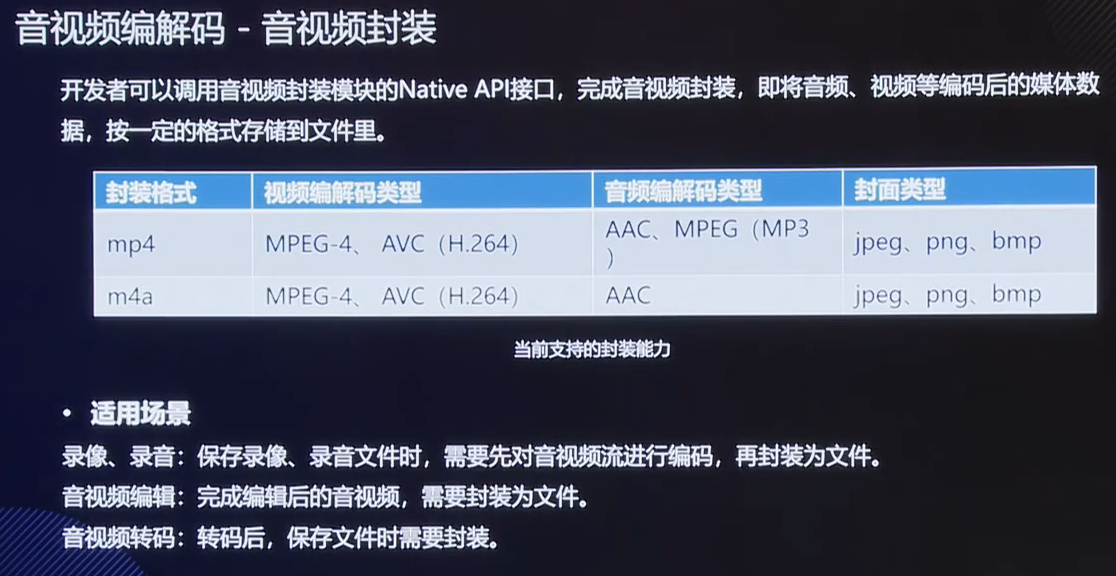 音视频编解码 - 音视频封装
开发者可以调用音视频封装模块的Native API接口，完成音视频封装，即将音频、视频等编码后的媒体数
据，按一定的格式存储到文件里。
封装格式 视频编解码类型 音频编解码类型 封面类型
mp4 MPEG-4、 AVC（H.264） AAC、MPEG（MP3
） jpeg、png、bmp
m4a MPEG-4、 AVC（H.264） AAC jpeg、png、bmp
当前支持的封装能力
• 适用场景
录像、录音：保存录像、录音文件时，需要先对音视频流进行编码，再封装为文件。
音视频编辑：完成编辑后的音视频，需要封装为文件。
音视频转码：转码后，保存文件时需要封装。